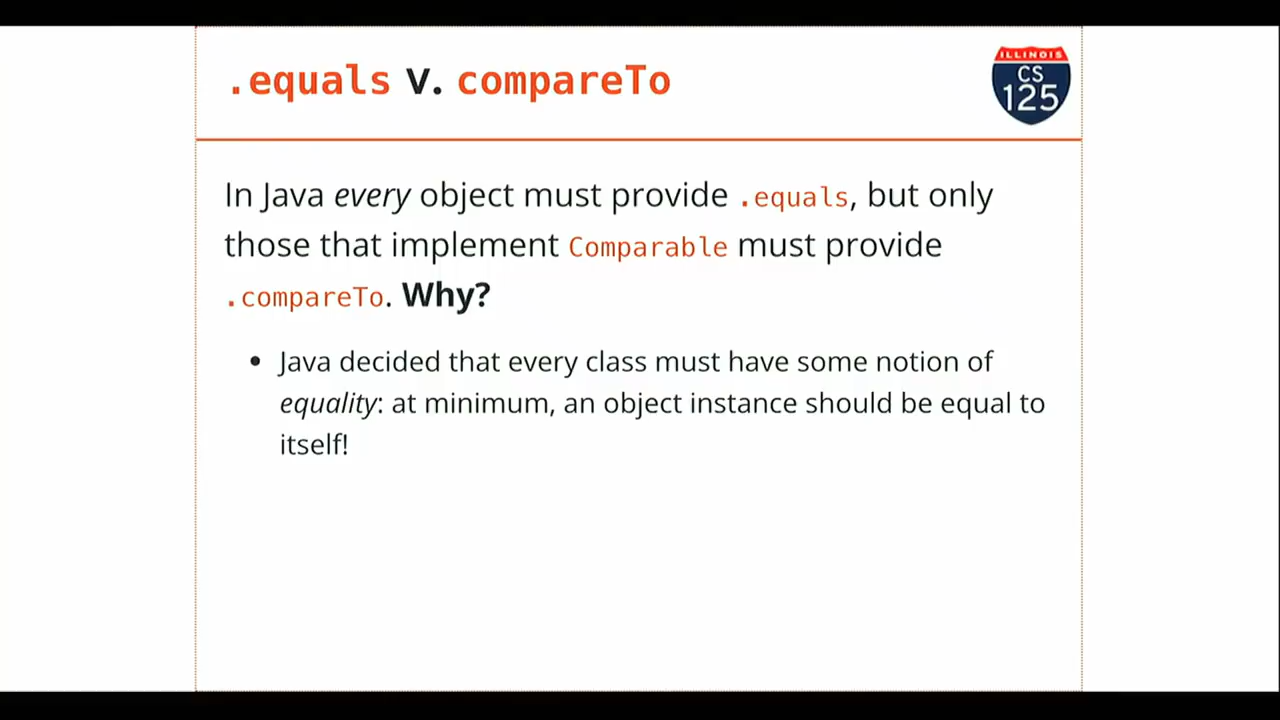 .equals v. compareTo
ILLINOIS
CS
125
In Java every object must provide .equals, but only
those that implement Comparable must provide
.compareTo. Why?
• Java decided that every class must have some notion of
equality: at minimum, an object instance should be equal to
itself!